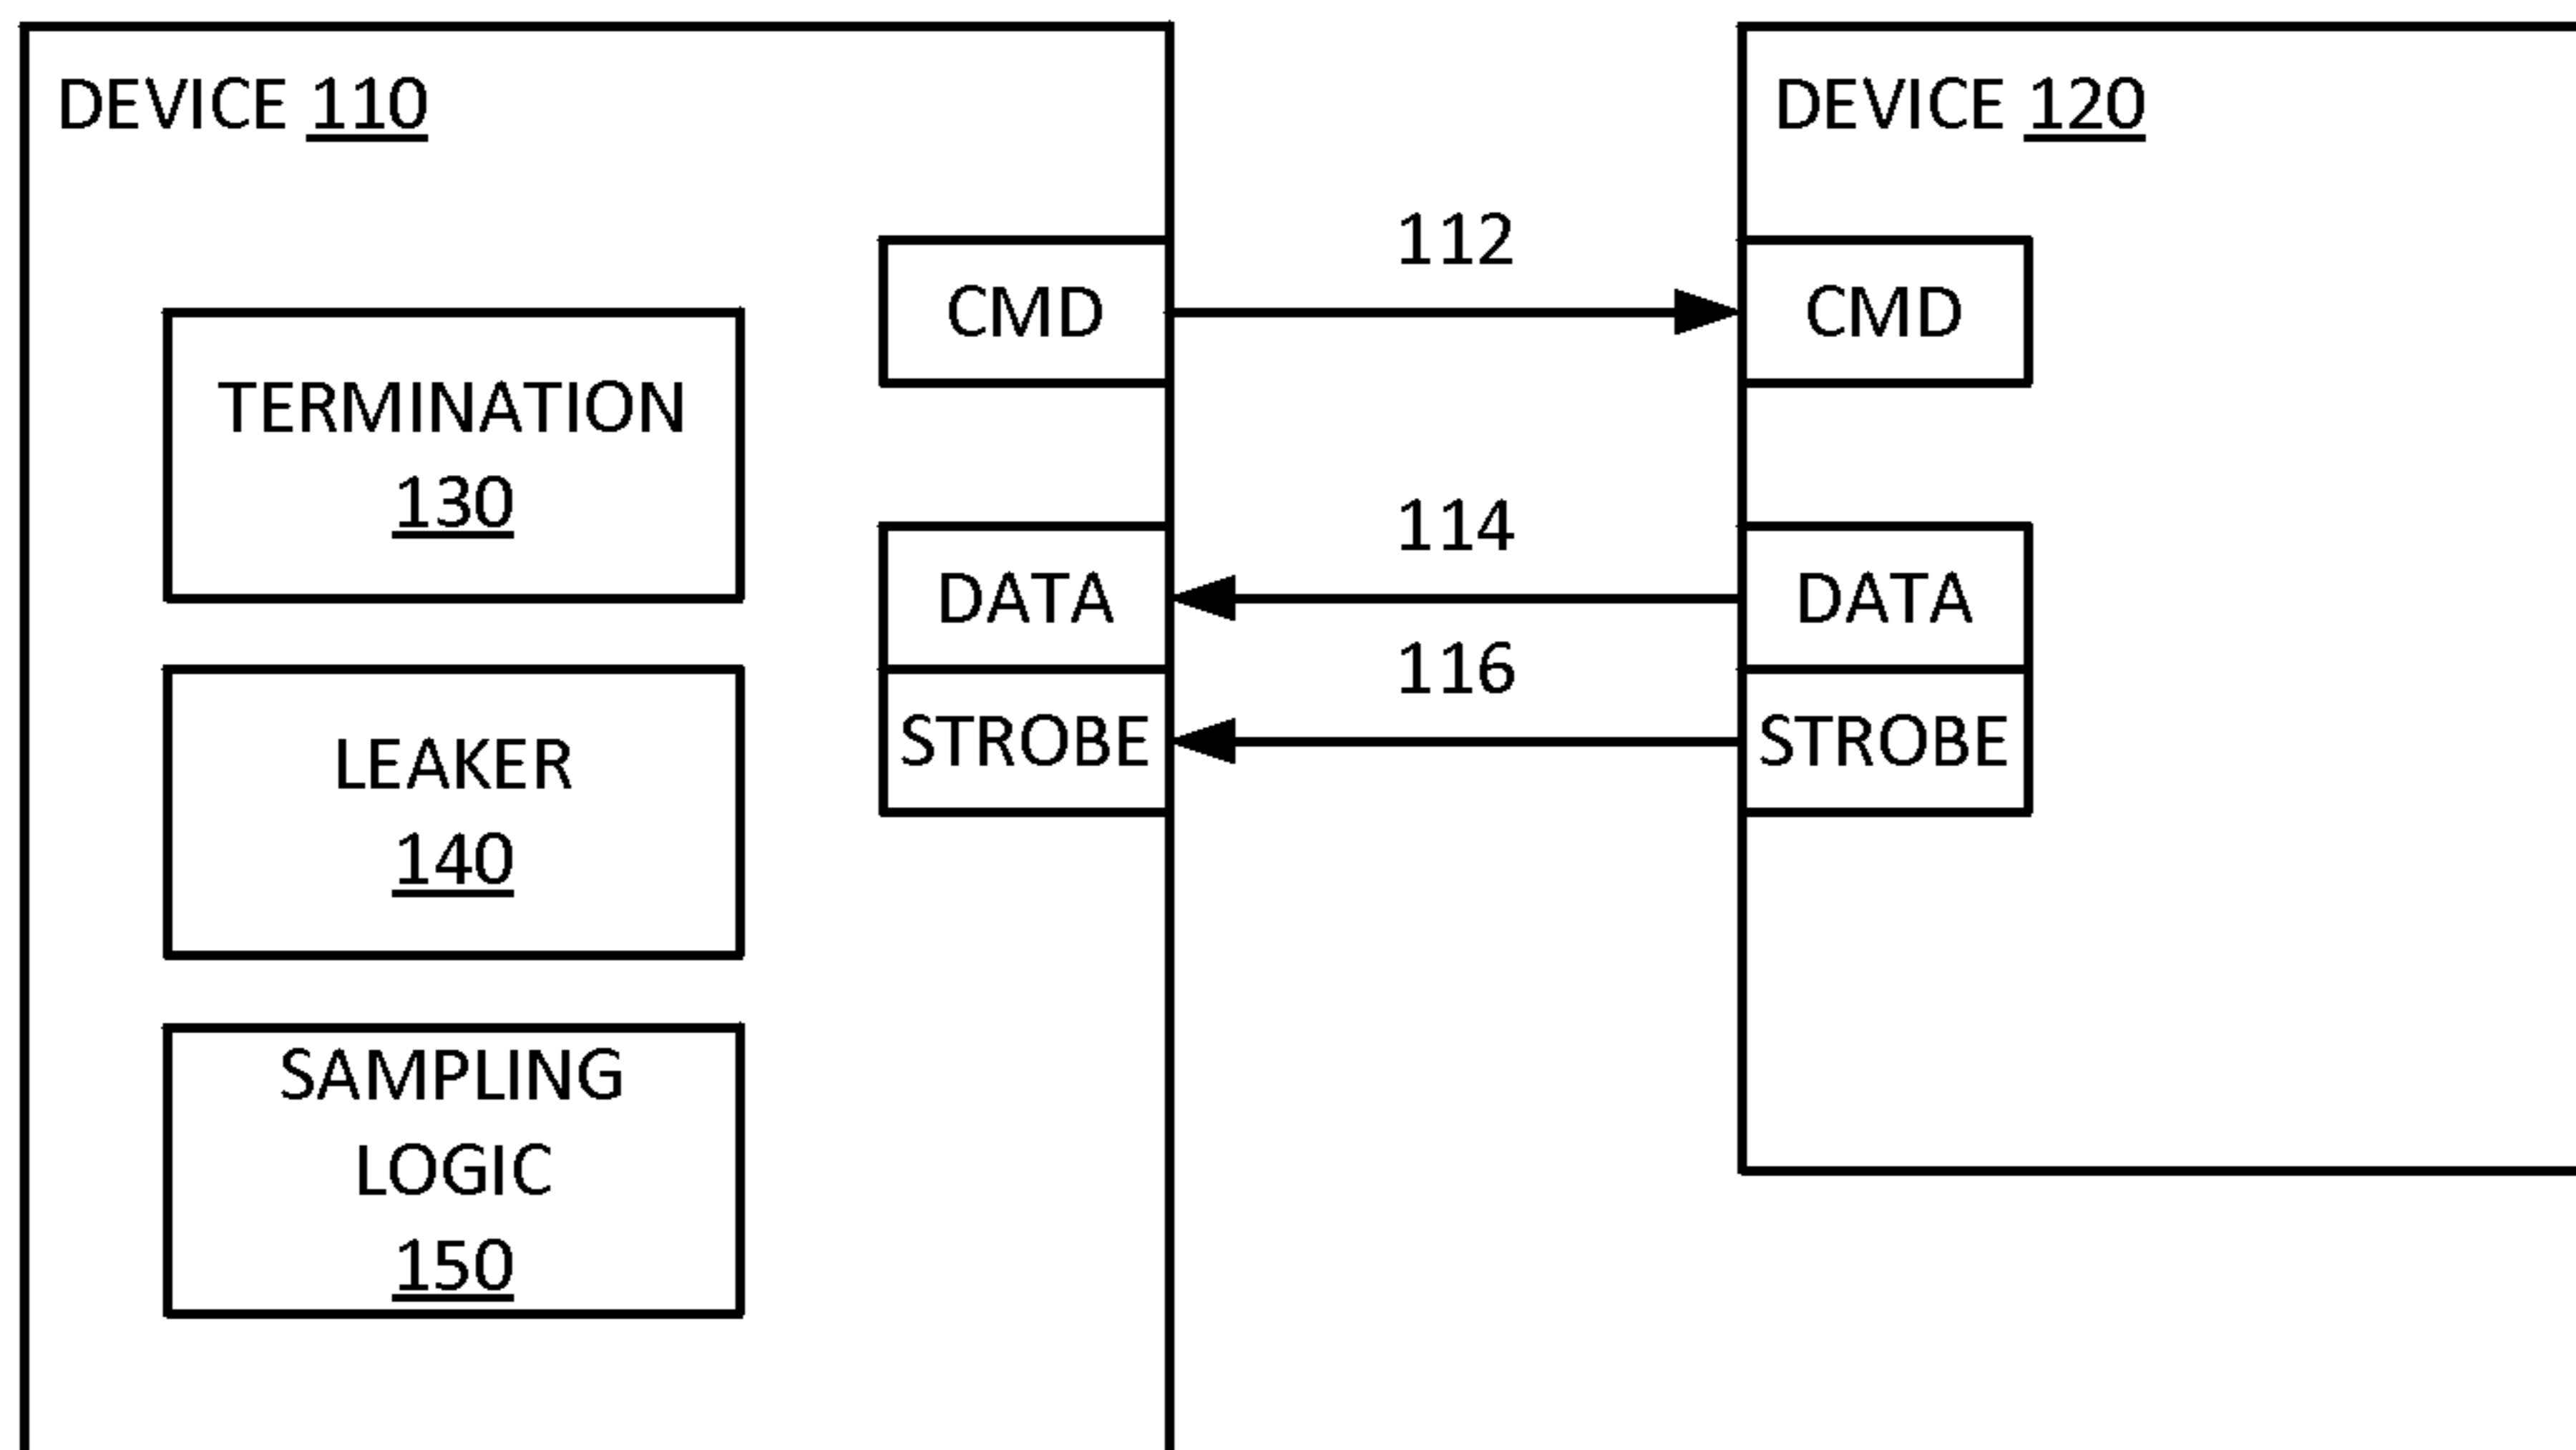 DEVICE 110
TERMINATION
130
LEAKER
140
SAMPLING
LOGIC
150
CMD
DATA
STROBE
112
114
116
DEVICE 120
CMD
DATA
STROBE